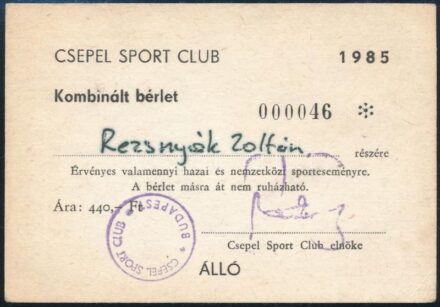 CSEPEL SPORT CLUB 1985
Kombinált bérlet
000046 *
Rezsnyák Zoltán részére
Érvényes valamennyi hazai és nemzetközi sporteseményre.
A bérlet másra át nem ruházható.
Ára: 440,- Ft
* CSEPEL SPORT CLUB * BUDAPEST
Csepel Sport Club elnöke
ÁLLÓ